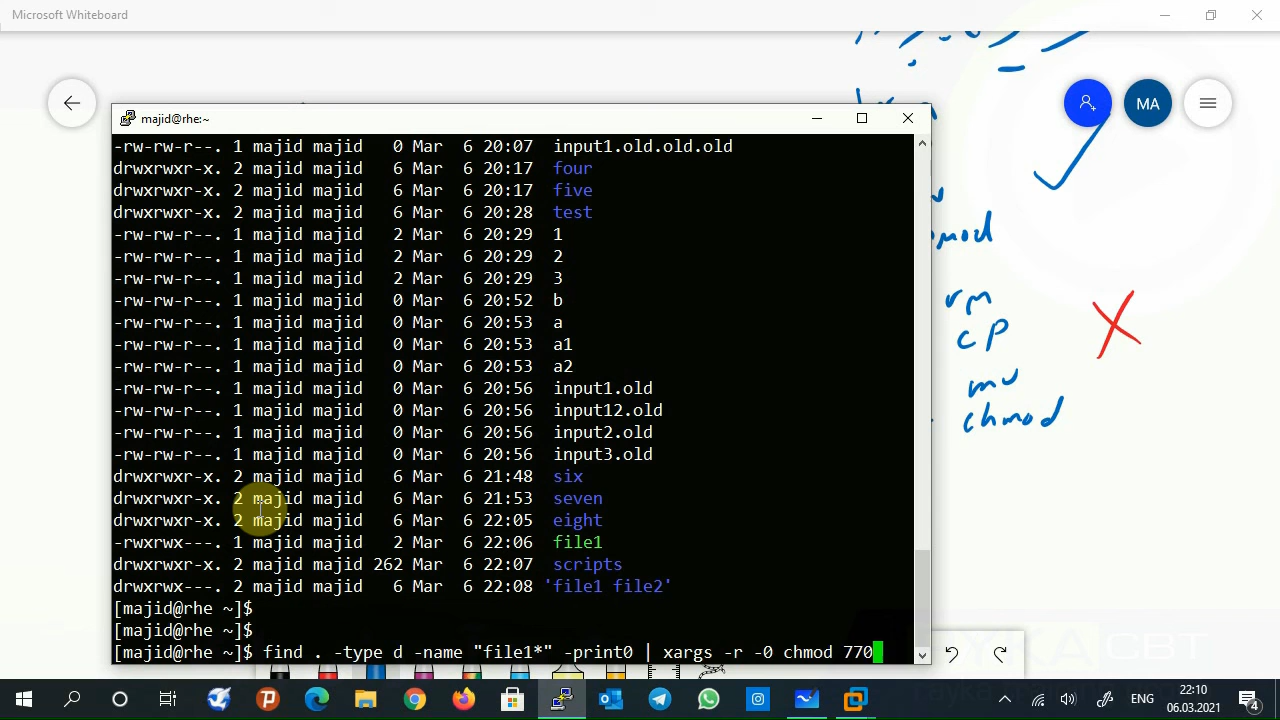 Microsoft Whiteboard
MA
majid@rhe:~
-rw-rw-r--. 1 majid majid   0 Mar  6 20:07  input1.old.old.old
drwxrwxr-x. 2 majid majid   6 Mar  6 20:17  four
drwxrwxr-x. 2 majid majid   6 Mar  6 20:17  five
drwxrwxr-x. 2 majid majid   6 Mar  6 20:28  test
-rw-rw-r--. 1 majid majid   2 Mar  6 20:29  1
-rw-rw-r--. 1 majid majid   2 Mar  6 20:29  2
-rw-rw-r--. 1 majid majid   2 Mar  6 20:29  3
-rw-rw-r--. 1 majid majid   0 Mar  6 20:52  b
-rw-rw-r--. 1 majid majid   0 Mar  6 20:53  a
-rw-rw-r--. 1 majid majid   0 Mar  6 20:53  a1
-rw-rw-r--. 1 majid majid   0 Mar  6 20:53  a2
-rw-rw-r--. 1 majid majid   0 Mar  6 20:56  input1.old
-rw-rw-r--. 1 majid majid   0 Mar  6 20:56  input12.old
-rw-rw-r--. 1 majid majid   0 Mar  6 20:56  input2.old
-rw-rw-r--. 1 majid majid   0 Mar  6 20:56  input3.old
drwxrwxr-x. 2 majid majid   6 Mar  6 21:48  six
drwxrwxr-x. 2 majid majid   6 Mar  6 21:53  seven
drwxrwxr-x. 2 majid majid   6 Mar  6 22:05  eight
-rwxrwx---. 1 majid majid   2 Mar  6 22:06  file1
drwxrwxr-x. 2 majid majid 262 Mar  6 22:07  scripts
drwxrwx---. 2 majid majid   6 Mar  6 22:08 'file1 file2'
[majid@rhe ~]$
[majid@rhe ~]$
[majid@rhe ~]$ find . -type d -name "file1*" -print0 | xargs -r -0 chmod 770
rm
cp
mv
chmod
CBT
ENG
22:10
06.03.2021
4